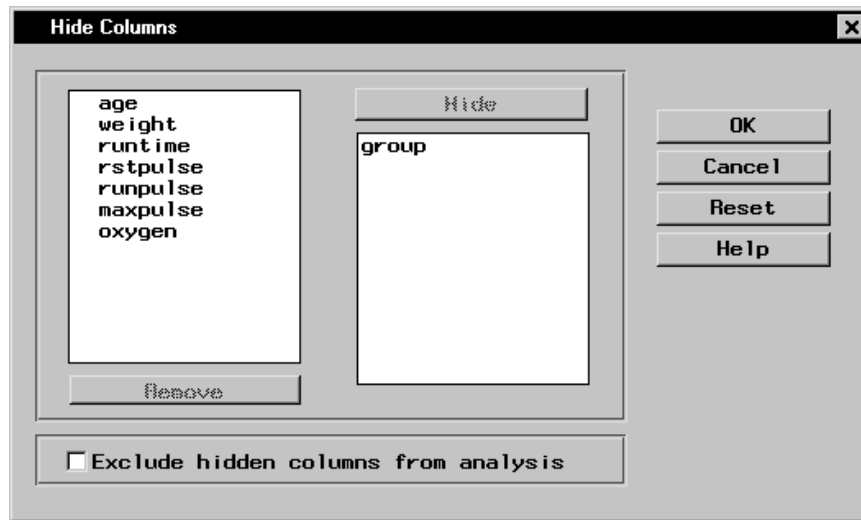 Hide Columns
age
weight
runtime
rstpulse
runpulse
maxpulse
oxygen
Remove
Hide
group
OK
Cancel
Reset
Help
Exclude hidden columns from analysis